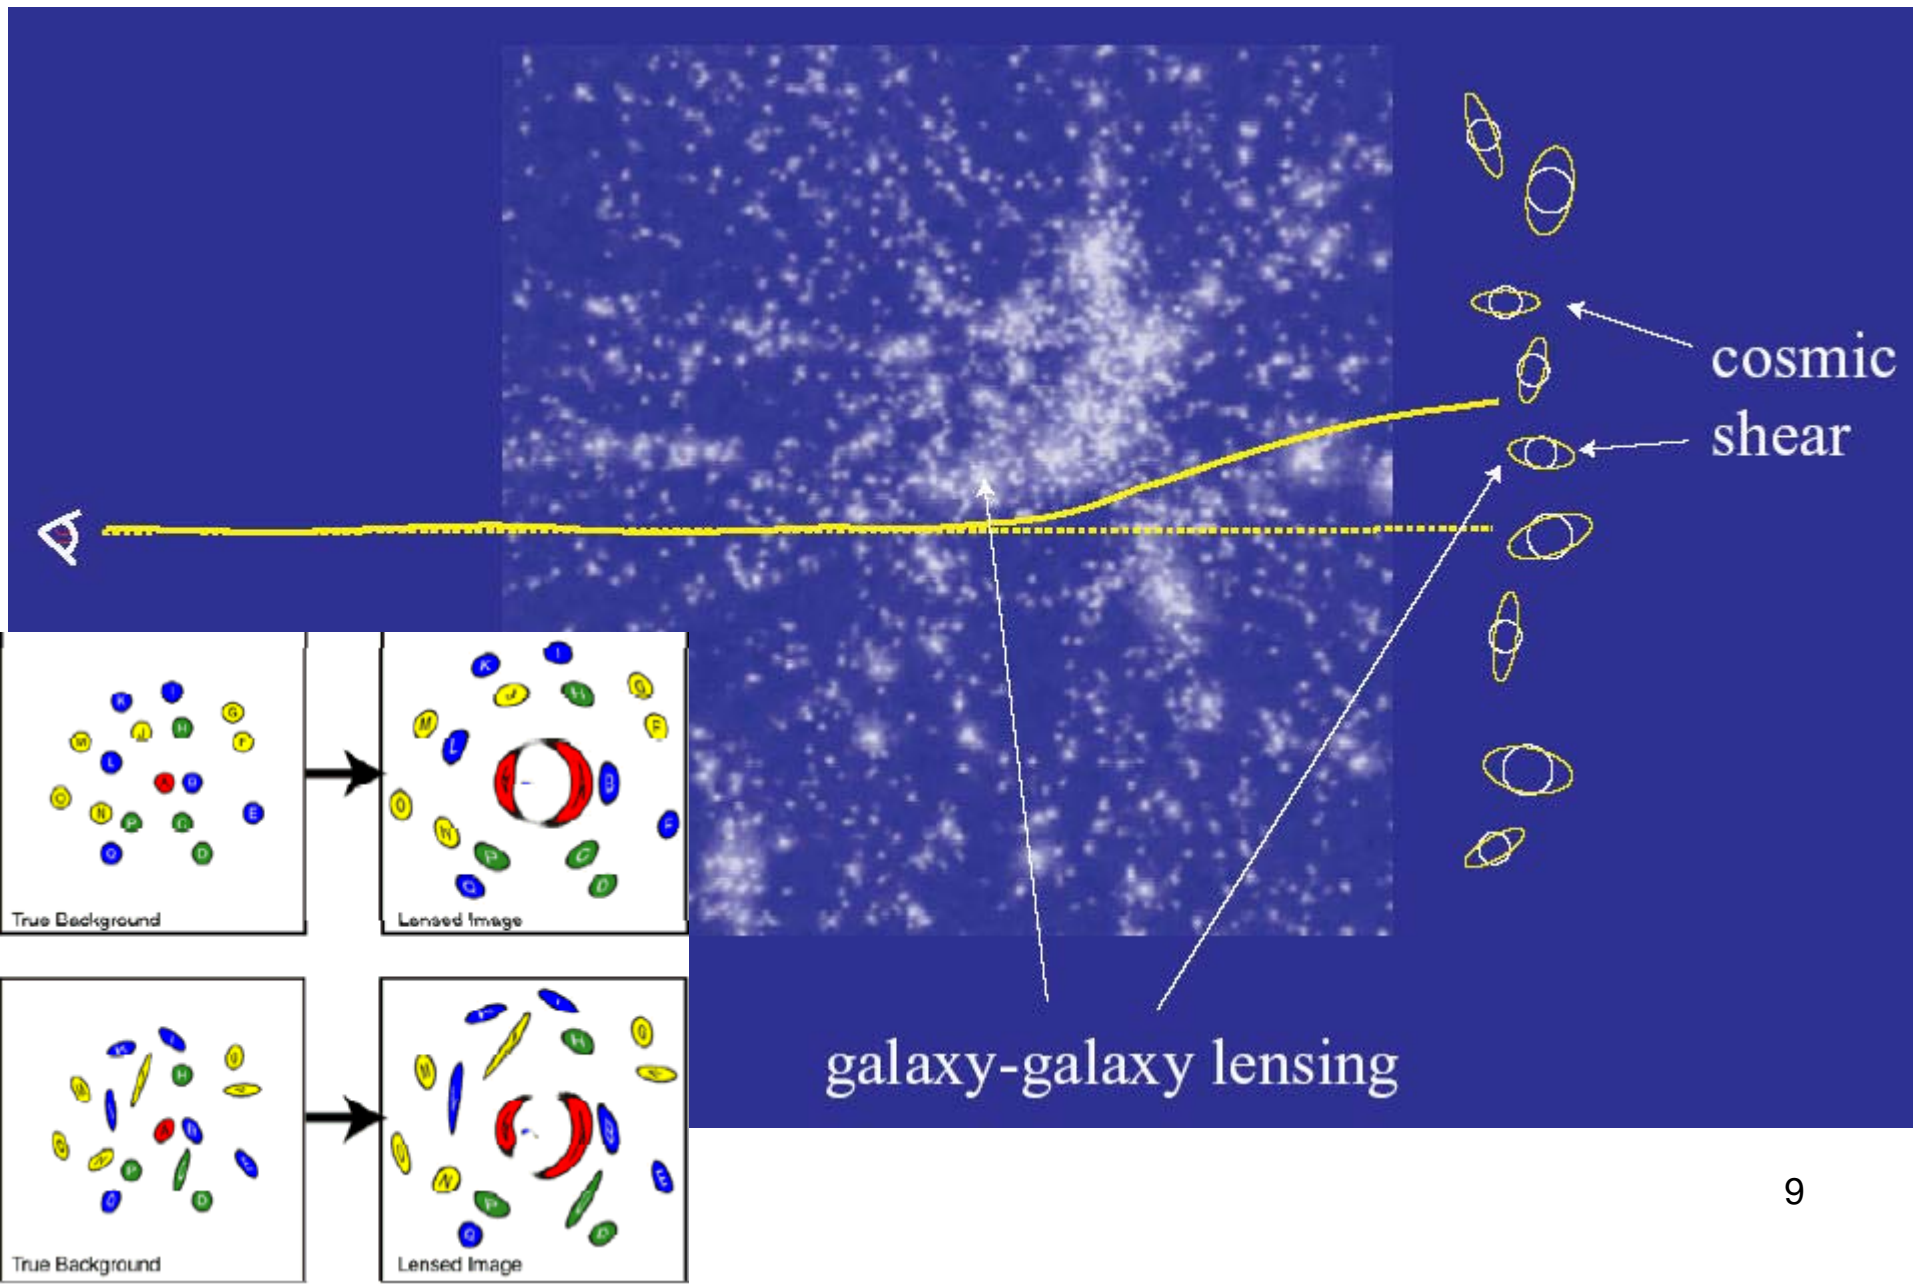 cosmic
shear
galaxy-galaxy lensing
K I G M J H F L A B O N P C E Q D
True Background
K I G M J H F L B O N P C F Q D
Lensed Image
K H A P D
True Background
H B N P Q
Lensed Image
9